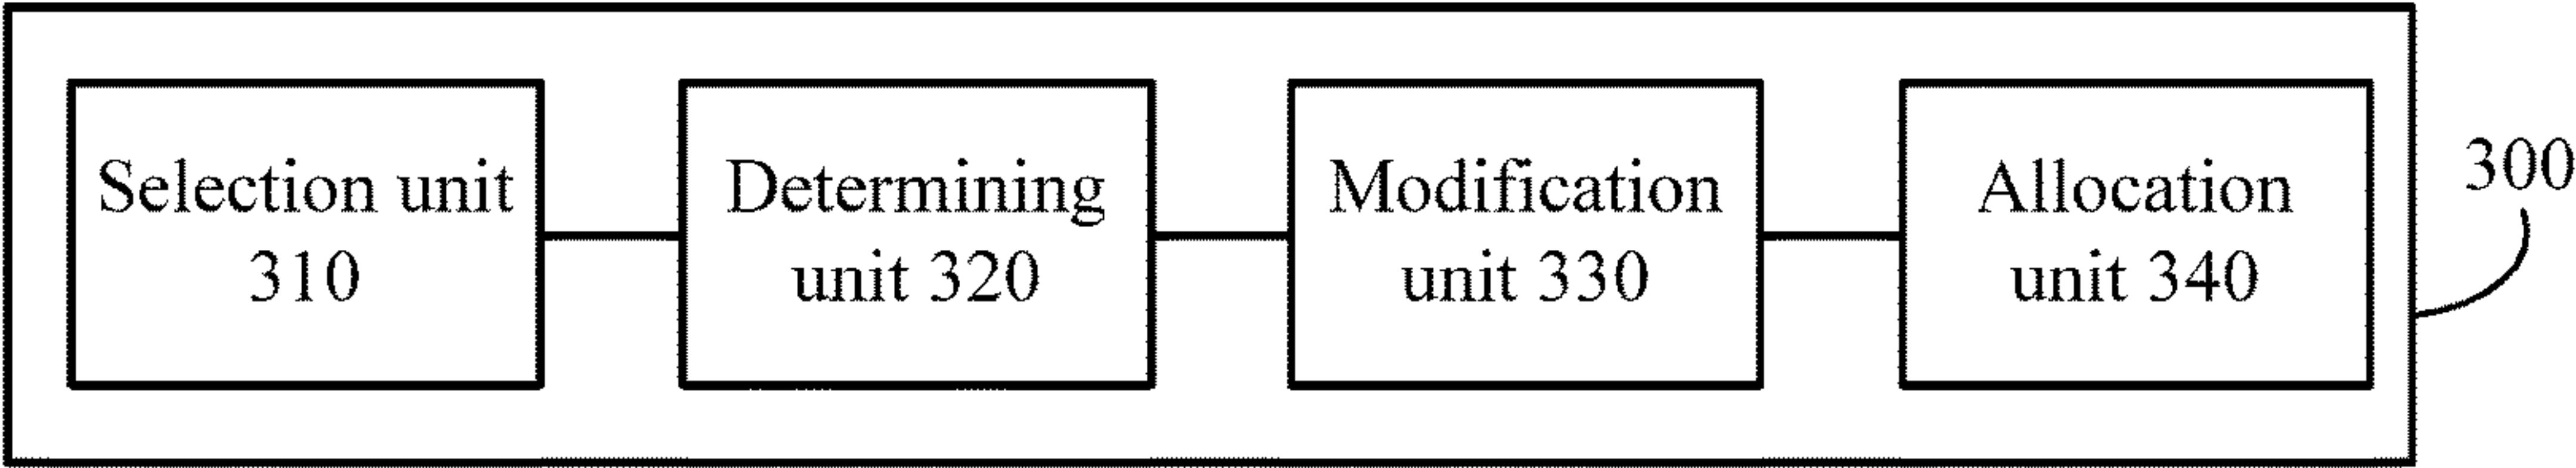 Selection unit
310
Determining
unit 320
Modification
unit 330
Allocation
unit 340
300